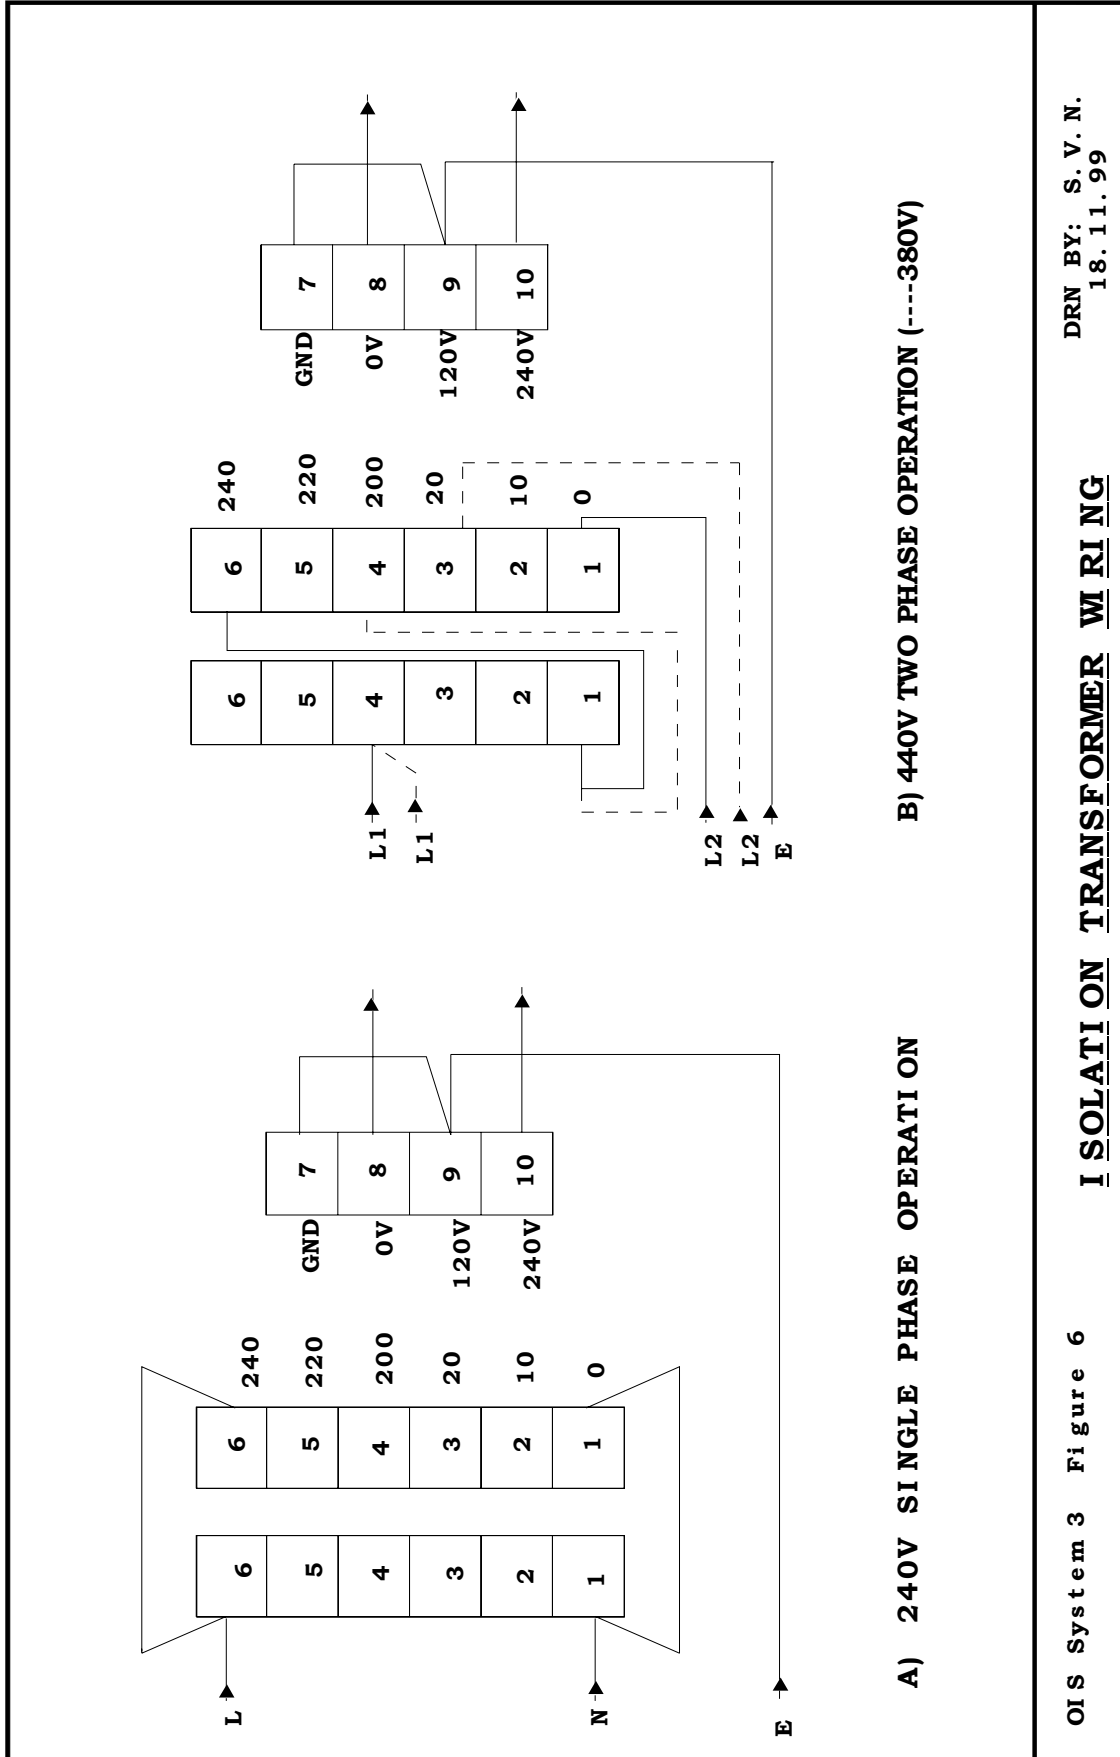 240
220
200
20
10
0
6
5
4
3
2
1
6
5
4
3
2
1
GND
0V
120V
240V
7
8
9
10
L
N
E
A) 240V SINGLE PHASE OPERATION
240
220
200
20
10
0
6
5
4
3
2
1
6
5
4
3
2
1
GND
0V
120V
240V
7
8
9
10
L1
L1
L2
L2
E
B) 440V TWO PHASE OPERATION (----380V)
OIS System 3 Figure 6
ISOLATION TRANSFORMER WIRING
DRN BY: S.V.N.
18.11.99